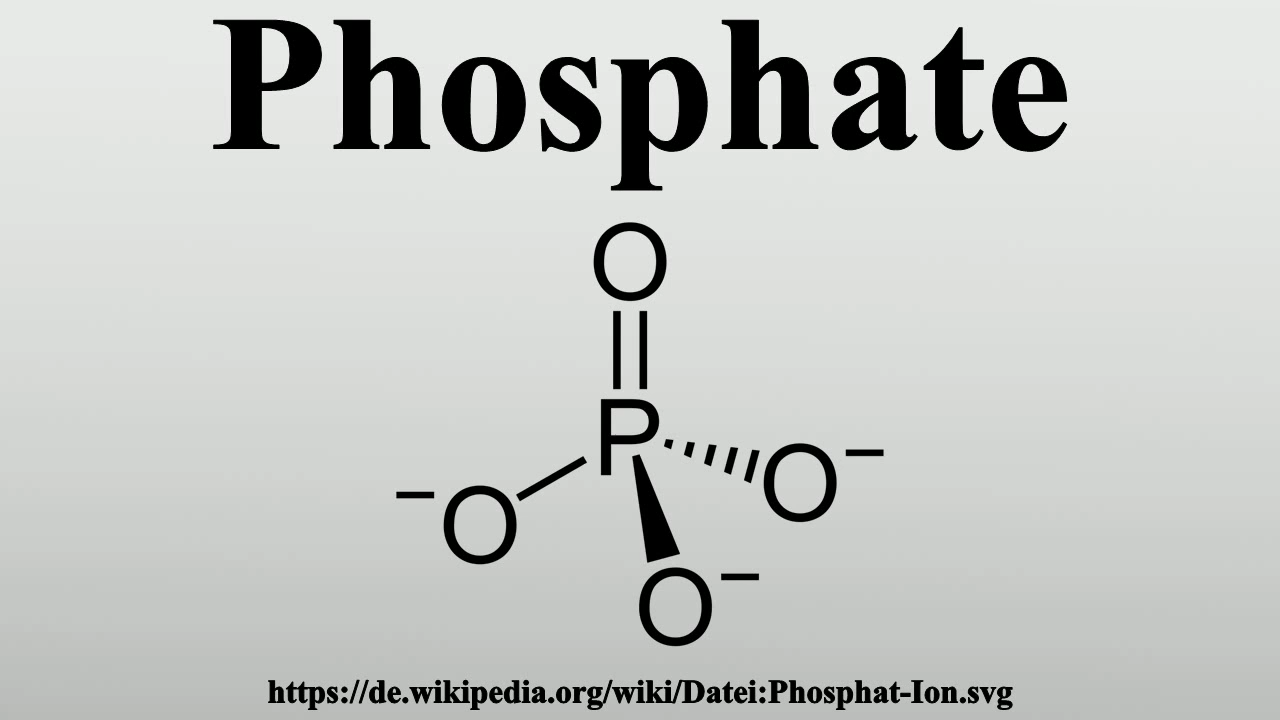 Phosphate
O
P
O⁻
⁻O
O⁻
https://de.wikipedia.org/wiki/Datei:Phosphat-Ion.svg